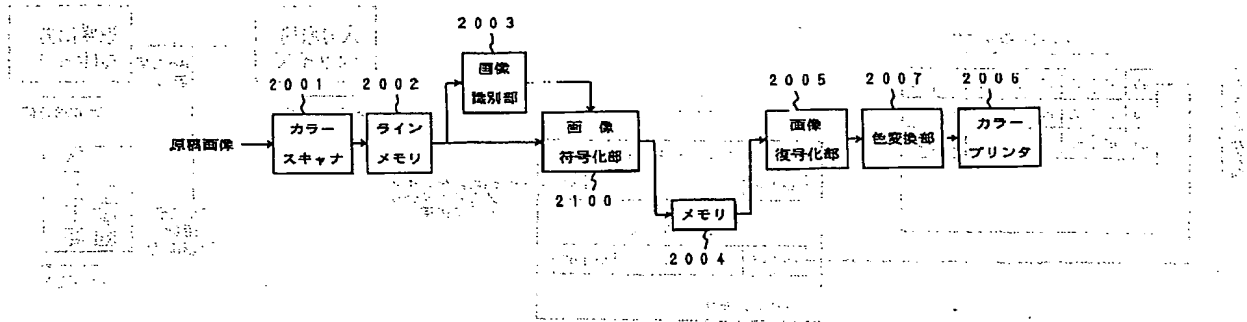 2003
画像
識別部
2001
2002
2005
2007
2006
原稿画像
カラー
スキャナ
ライン
メモリ
画像
符号化部
画像
復号化部
色変換部
カラー
プリンタ
2100
メモリ
2004